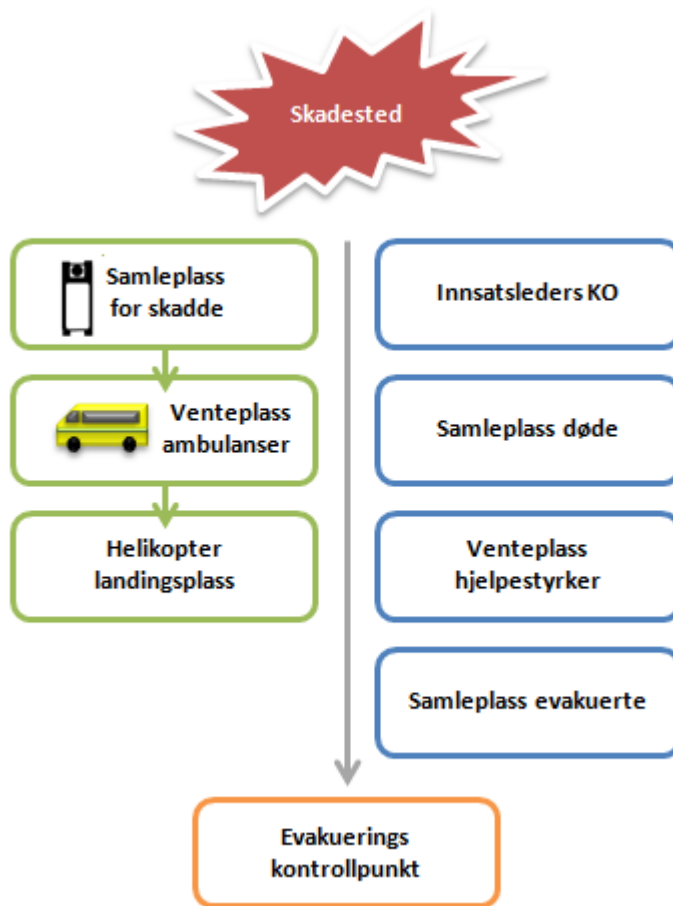 Skadested
Samleplass
for skadde
Venteplass
ambulanser
Helikopter
landingsplass
Innsatsleders KO
Samleplass døde
Venteplass
hjelpestyrker
Samleplass evakuerte
Evakuerings
kontrollpunkt